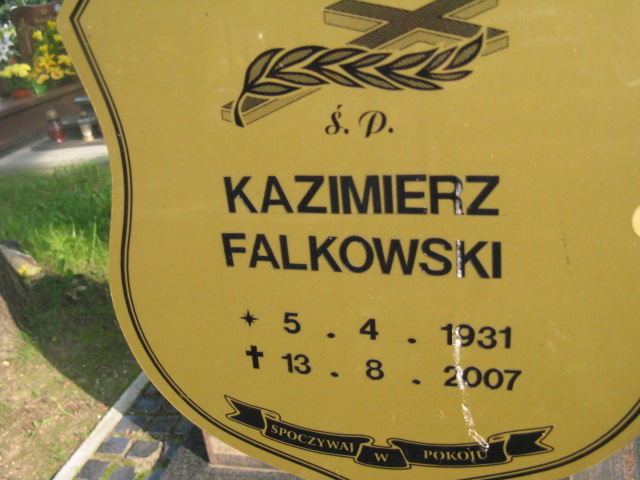 ś. p.
KAZIMIERZ
FALKOWSKI
* 5 . 4 . 1931
✝ 13 . 8 . 2007
SPOCZYWAJ W POKOJU